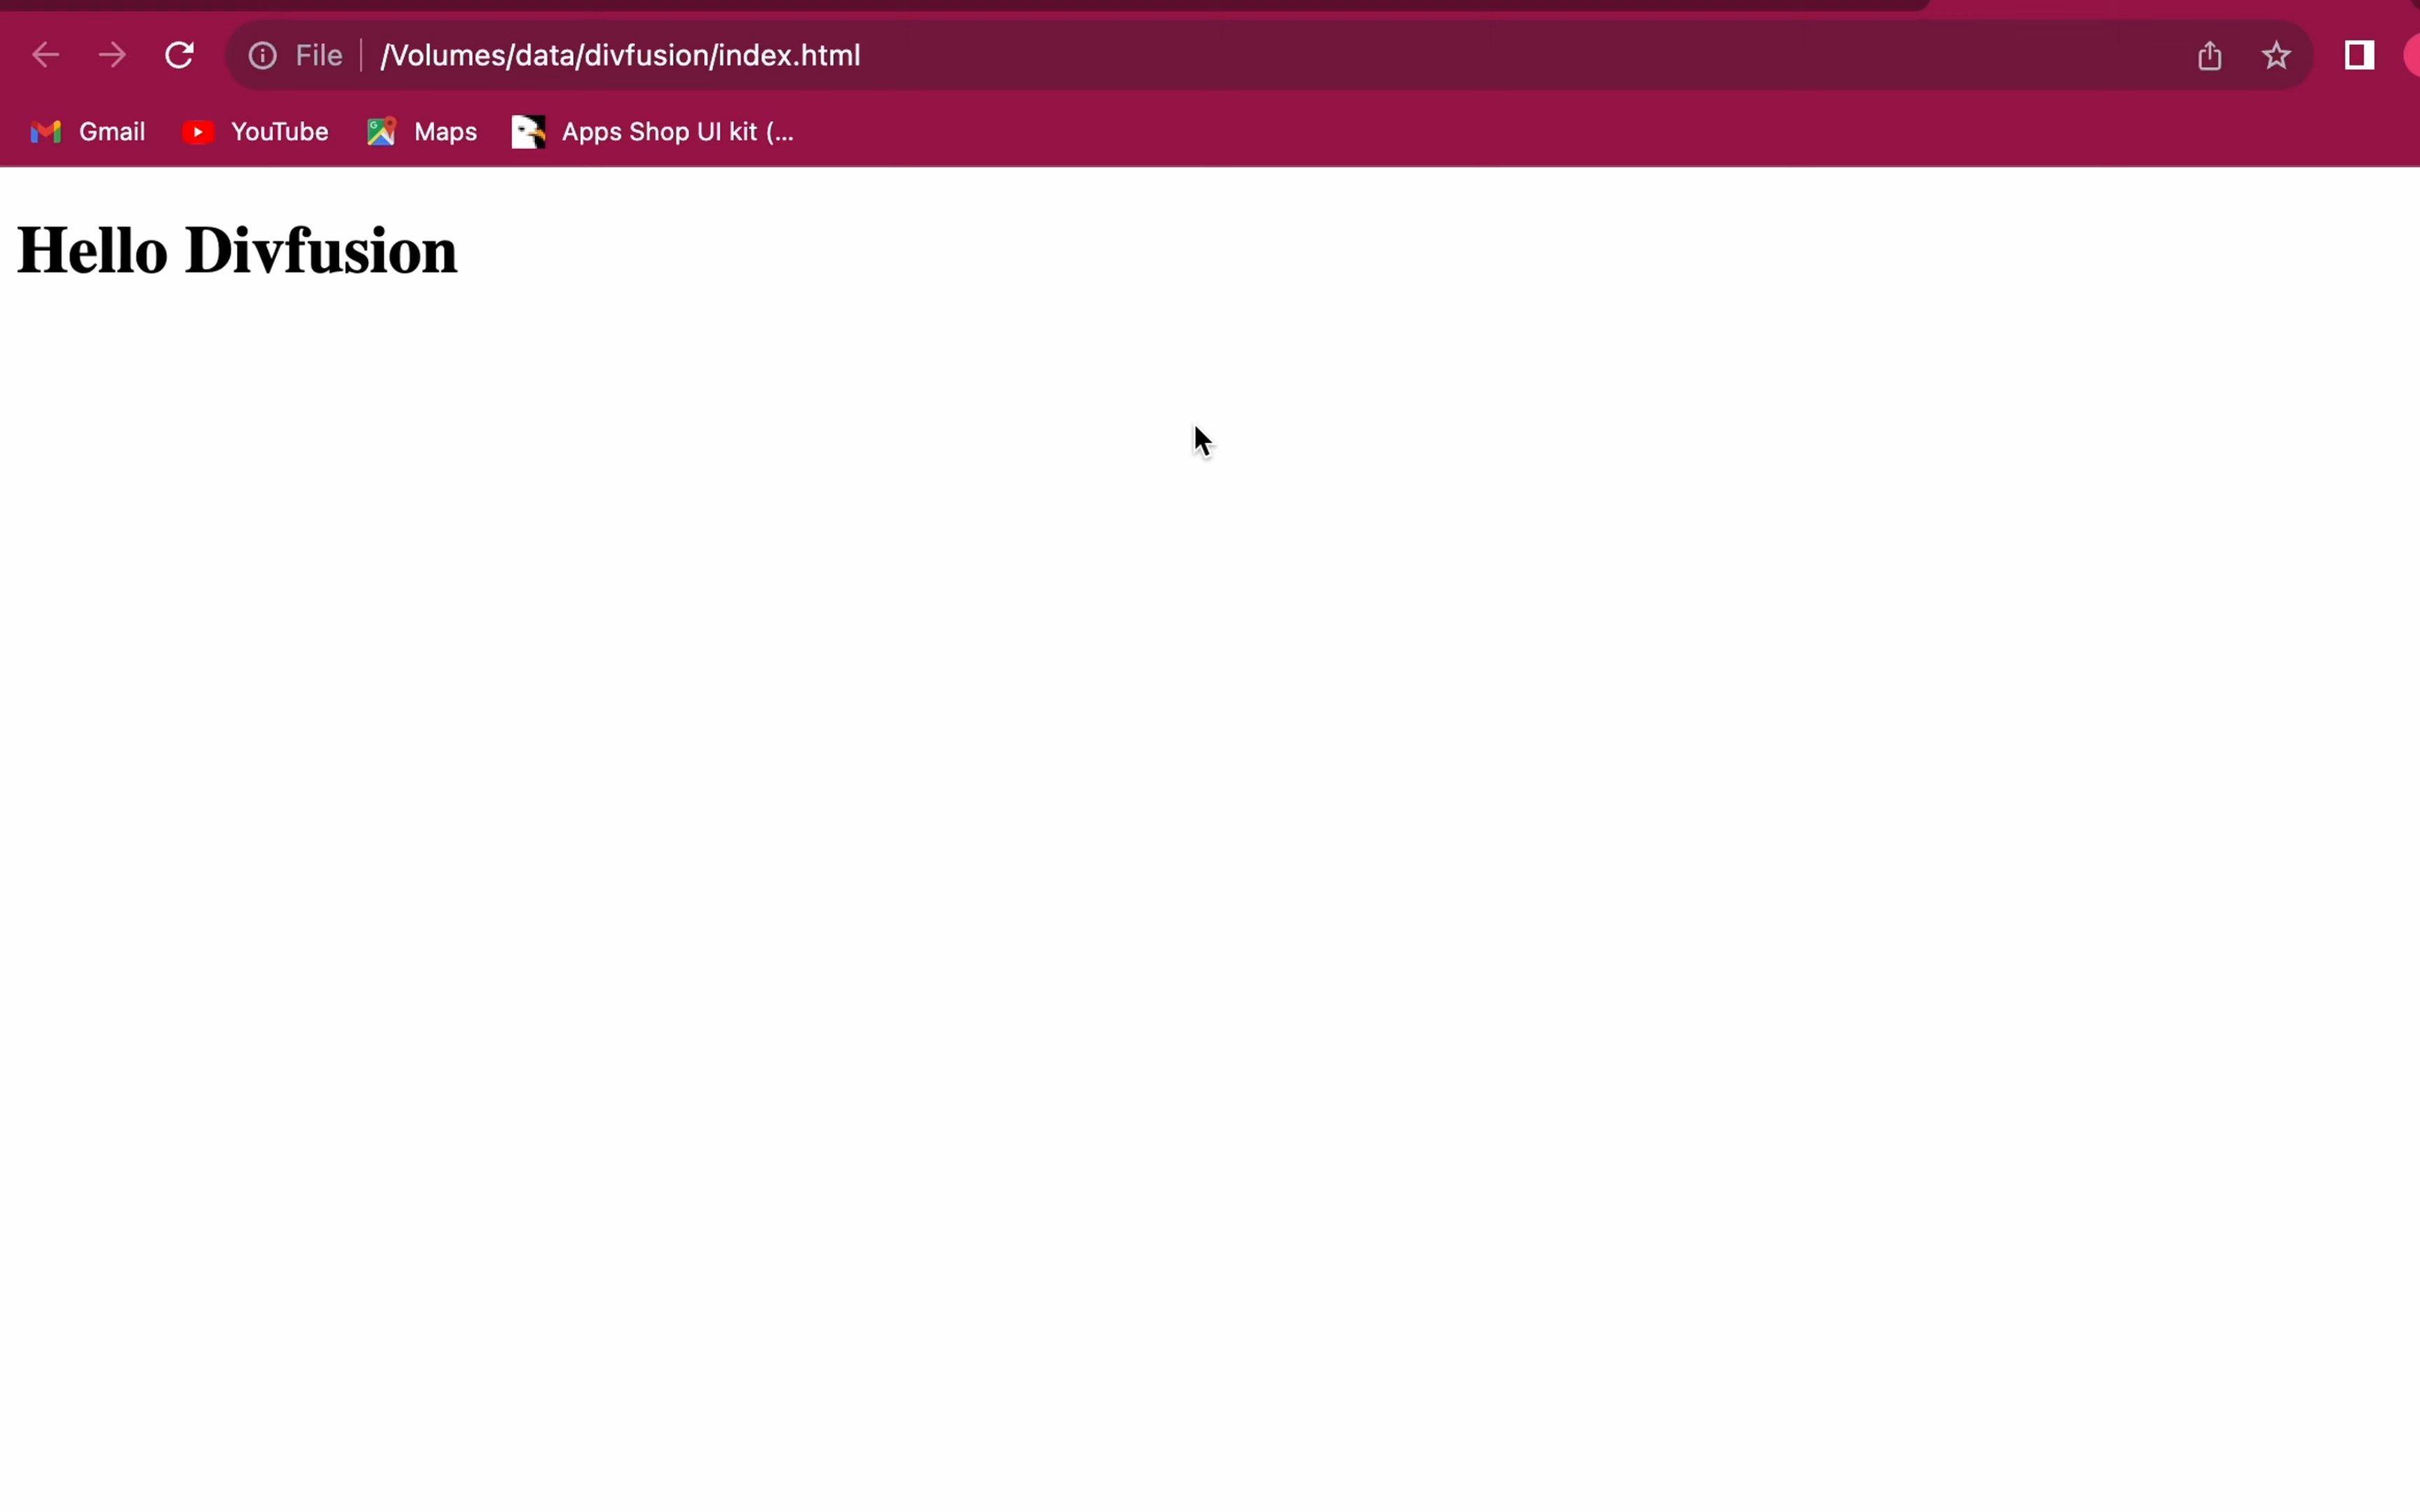 File /Volumes/data/divfusion/index.html
Gmail YouTube Maps Apps Shop UI kit (...
Hello Divfusion